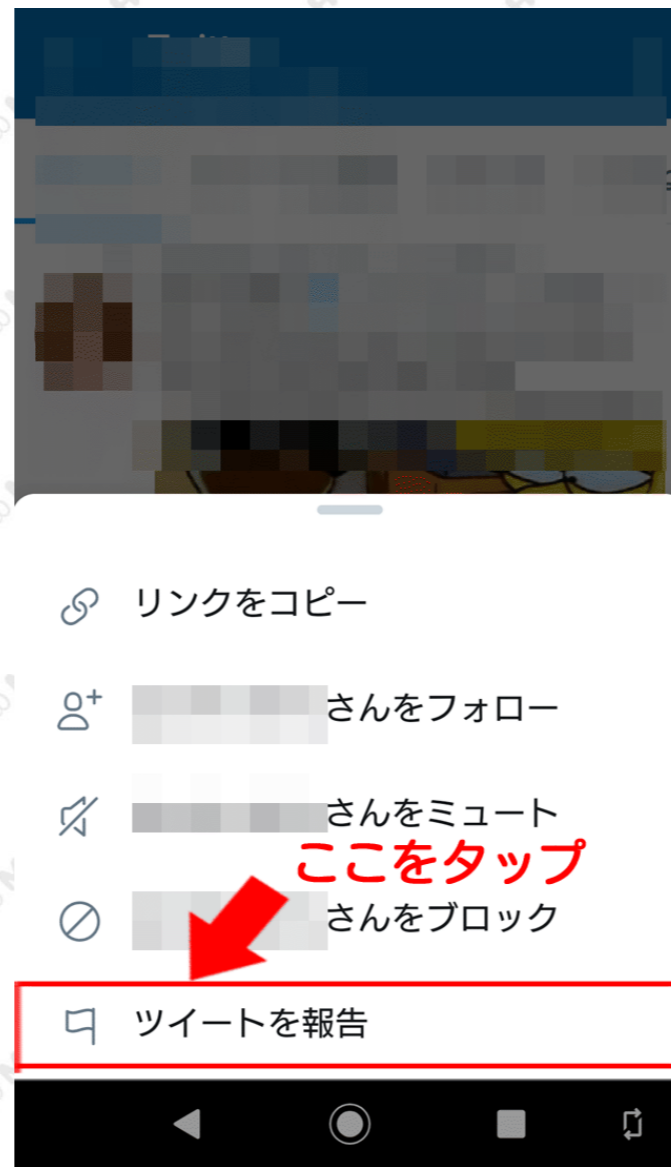 リンクをコピー
さんをフォロー
さんをミュート
ここをタップ
さんをブロック
ツイートを報告